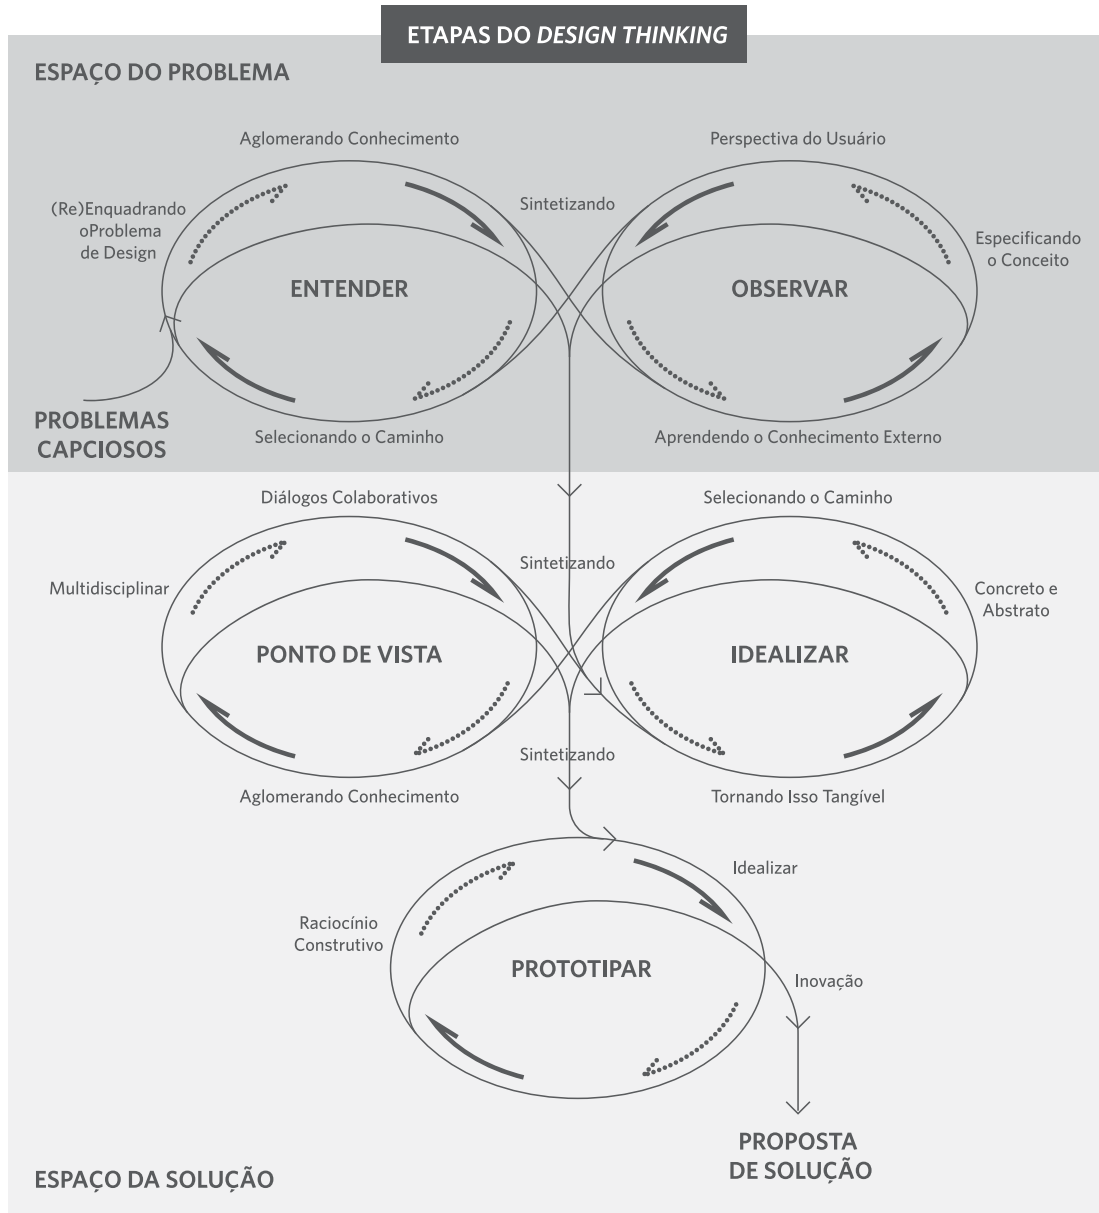 ETAPAS DO DESIGN THINKING
ESPAÇO DO PROBLEMA
Aglomerando Conhecimento
Perspectiva do Usuário
(Re)Enquadrando
oProblema
de Design
Sintetizando
Especificando
o Conceito
ENTENDER
OBSERVAR
PROBLEMAS
CAPCIOSOS
Selecionando o Caminho
Aprendendo o Conhecimento Externo
Diálogos Colaborativos
Selecionando o Caminho
Multidisciplinar
Sintetizando
Concreto e
Abstrato
PONTO DE VISTA
IDEALIZAR
Sintetizando
Aglomerando Conhecimento
Tornando Isso Tangível
Idealizar
Raciocínio
Construtivo
PROTOTIPAR
Inovação
PROPOSTA
DE SOLUÇÃO
ESPAÇO DA SOLUÇÃO